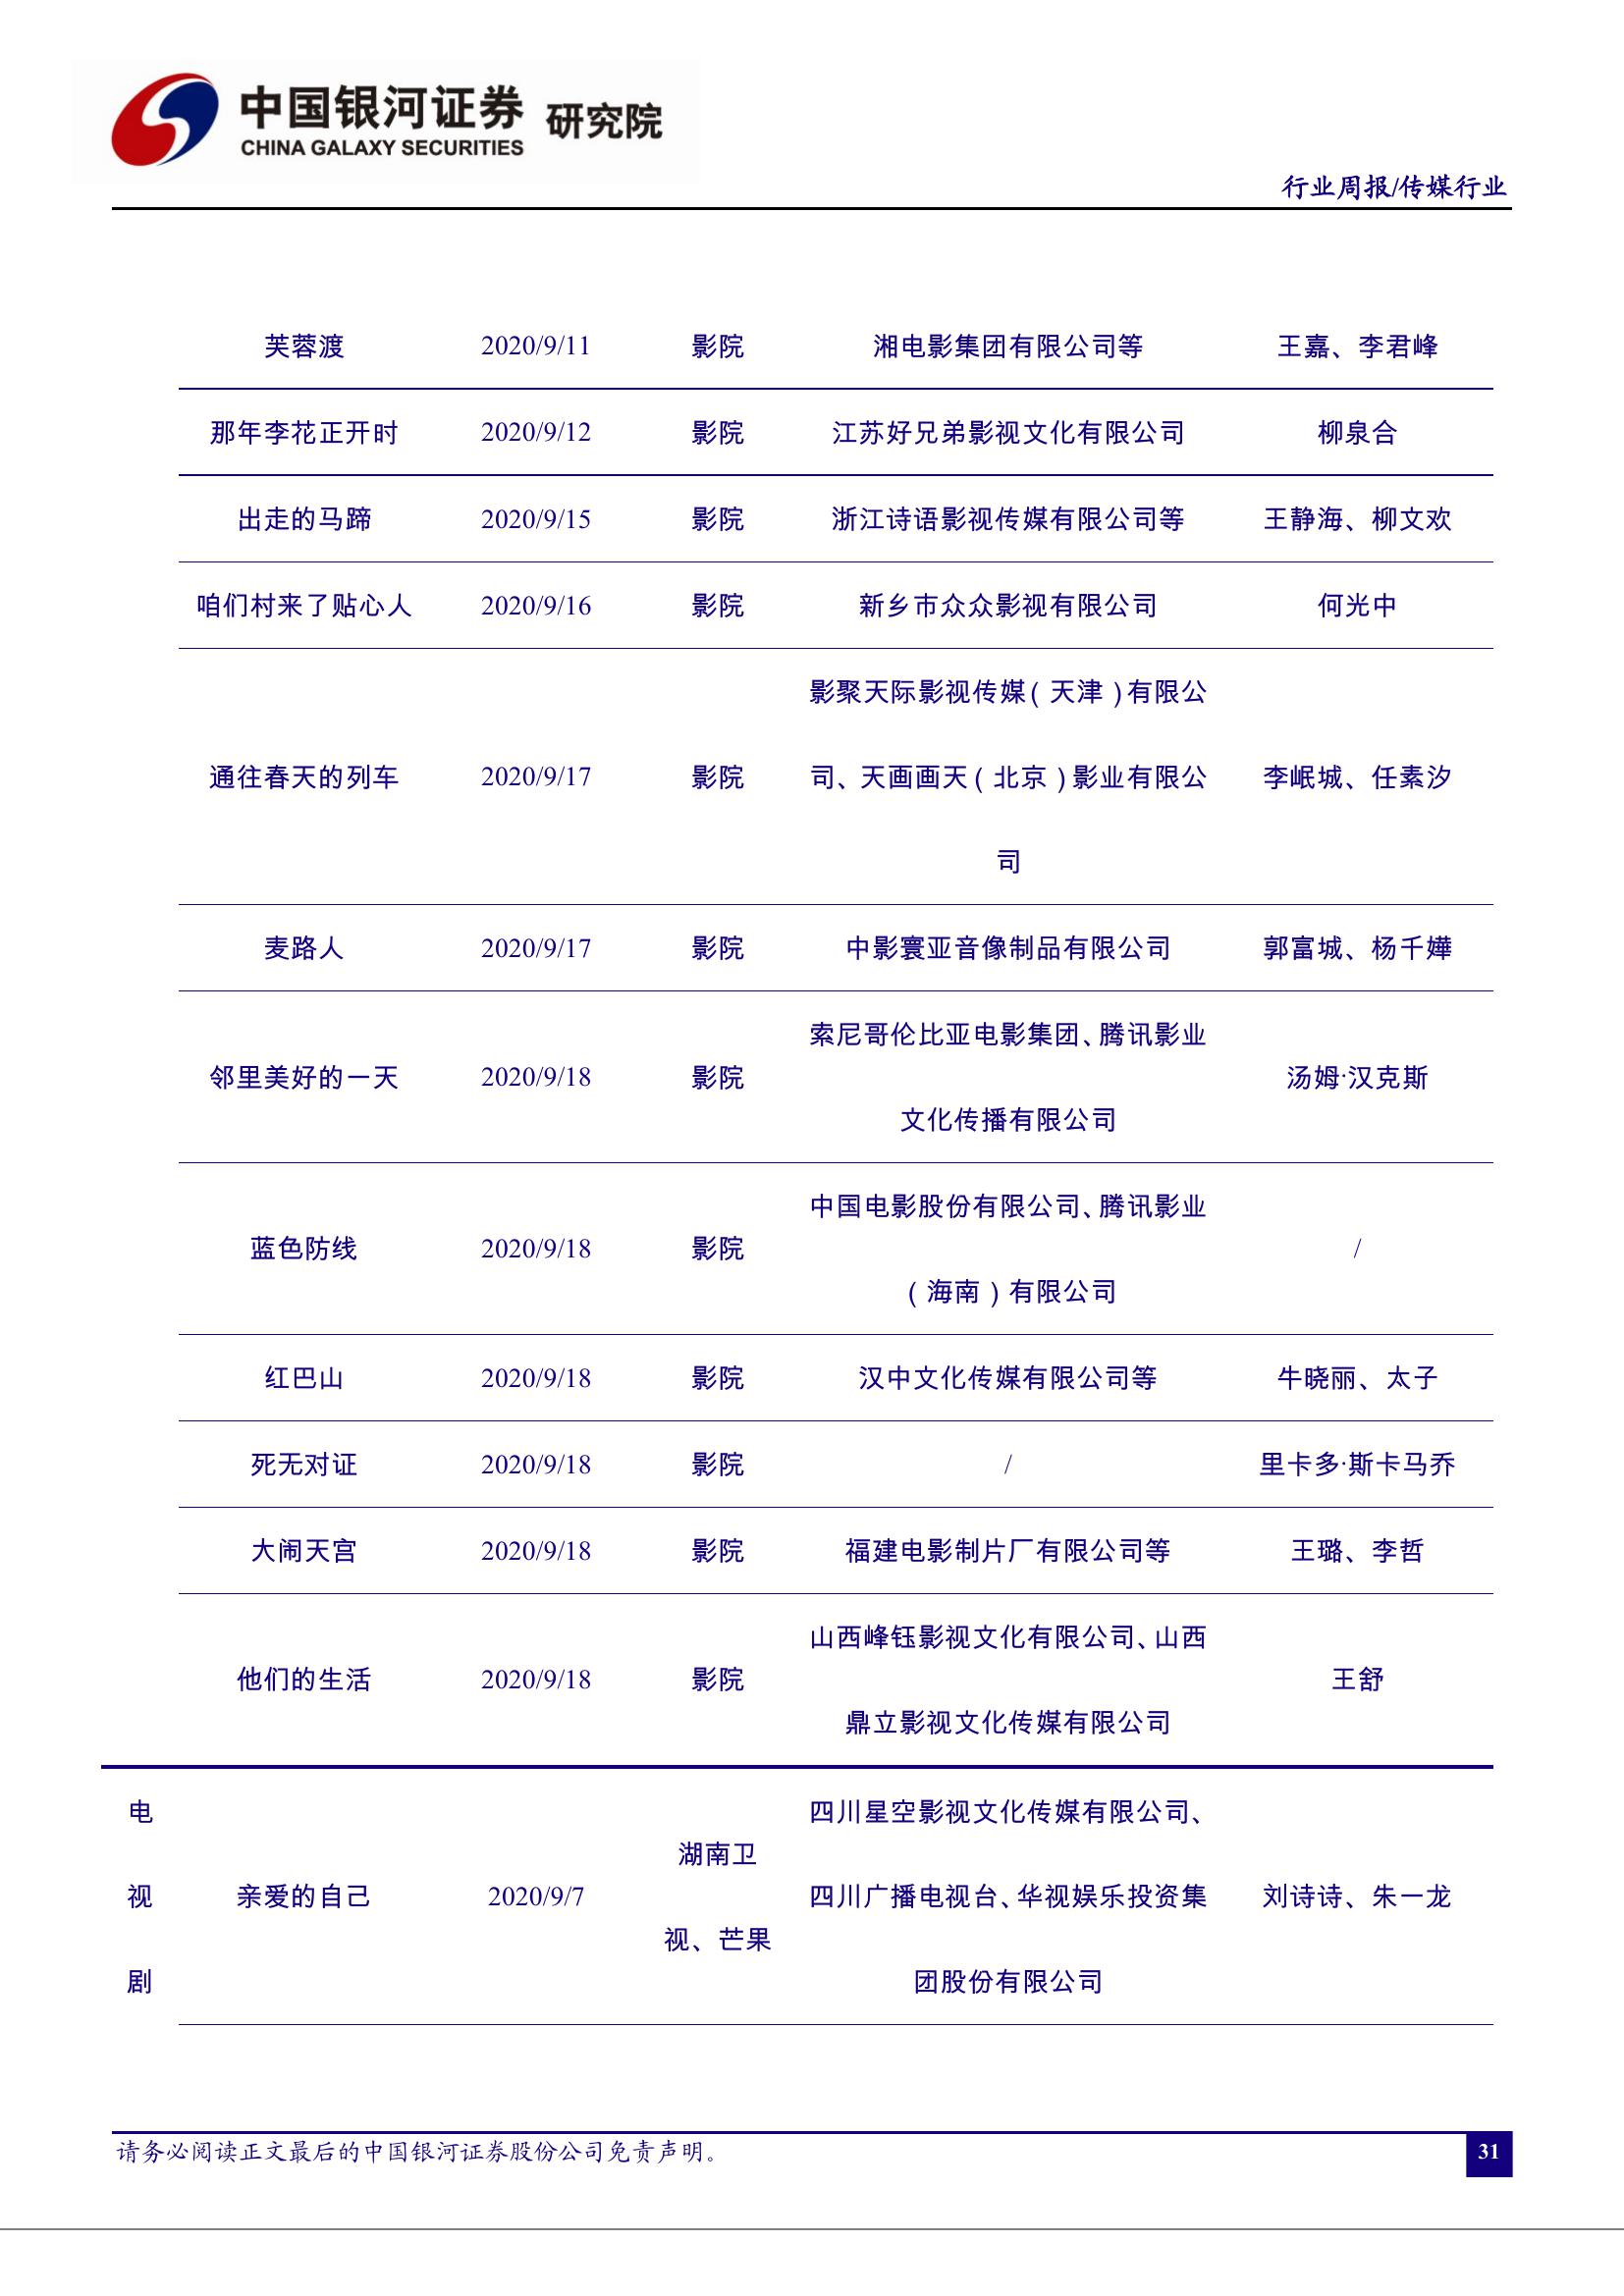 中国银河证券 研究院
CHINA GALAXY SECURITIES
行业周报/传媒行业
芙蓉渡 2020/9/11 影院 湘电影集团有限公司等 王嘉、李君峰
那年李花正开时 2020/9/12 影院 江苏好兄弟影视文化有限公司 柳泉合
出走的马蹄 2020/9/15 影院 浙江诗语影视传媒有限公司等 王静海、柳文欢
咱们村来了贴心人 2020/9/16 影院 新乡市众众影视有限公司 何光中
影聚天际影视传媒(天津)有限公
通往春天的列车 2020/9/17 影院 司、天画画天(北京)影业有限公 李岷城、任素汐
司
麦路人 2020/9/17 影院 中影寰亚音像制品有限公司 郭富城、杨千嬅
索尼哥伦比亚电影集团、腾讯影业
邻里美好的一天 2020/9/18 影院 汤姆·汉克斯
文化传播有限公司
中国电影股份有限公司、腾讯影业
蓝色防线 2020/9/18 影院 /
(海南)有限公司
红巴山 2020/9/18 影院 汉中文化传媒有限公司等 牛晓丽、太子
死无对证 2020/9/18 影院 / 里卡多·斯卡马乔
大闹天宫 2020/9/18 影院 福建电影制片厂有限公司等 王璐、李哲
山西峰钰影视文化有限公司、山西
他们的生活 2020/9/18 影院 王舒
鼎立影视文化传媒有限公司
电 四川星空影视文化传媒有限公司、
湖南卫
视 亲爱的自己 2020/9/7 四川广播电视台、华视娱乐投资集 刘诗诗、朱一龙
视、芒果
剧 团股份有限公司
请务必阅读正文最后的中国银河证券股份公司免责声明。 31